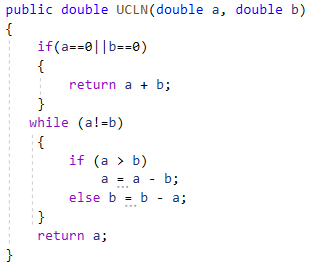 public double UCLN(double a, double b)
{
    if(a==0||b==0)
    {
        return a + b;
    }
   while (a!=b)
    {
        if (a > b)
            a = a - b;
        else b = b - a;
    }
    return a;
}